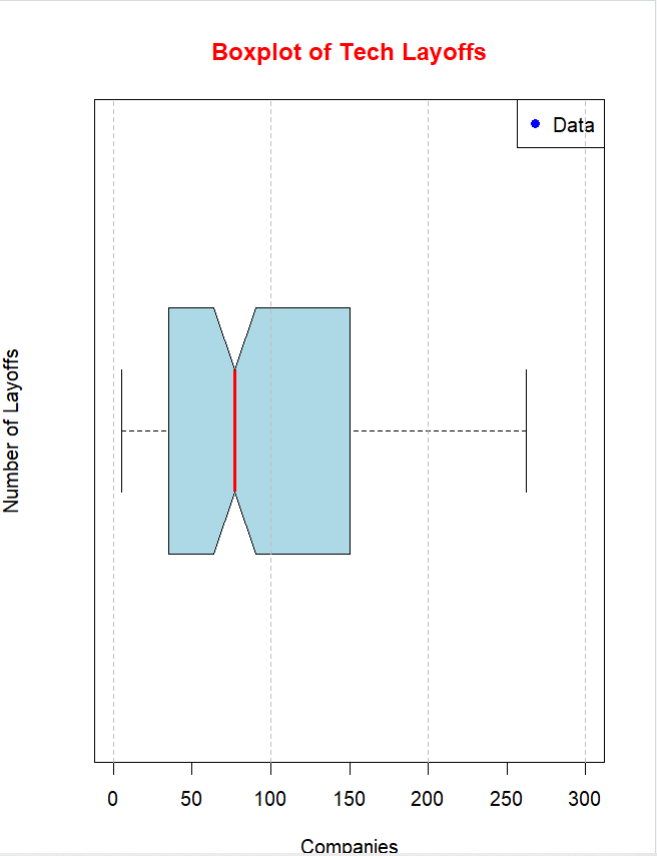 Boxplot of Tech Layoffs
Data
Number of Layoffs
0 50 100 150 200 250 300
Companies